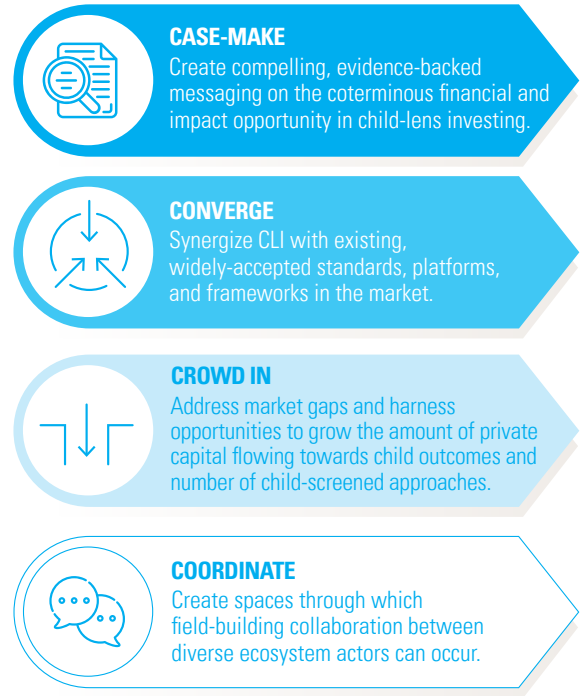 CASE-MAKE
Create compelling, evidence-backed
messaging on the coterminous financial and
impact opportunity in child-lens investing.
CONVERGE
Synergize CLI with existing,
widely-accepted standards, platforms,
and frameworks in the market.
CROWD IN
Address market gaps and harness
opportunities to grow the amount of private
capital flowing towards child outcomes and
number of child-screened approaches.
COORDINATE
Create spaces through which
field-building collaboration between
diverse ecosystem actors can occur.